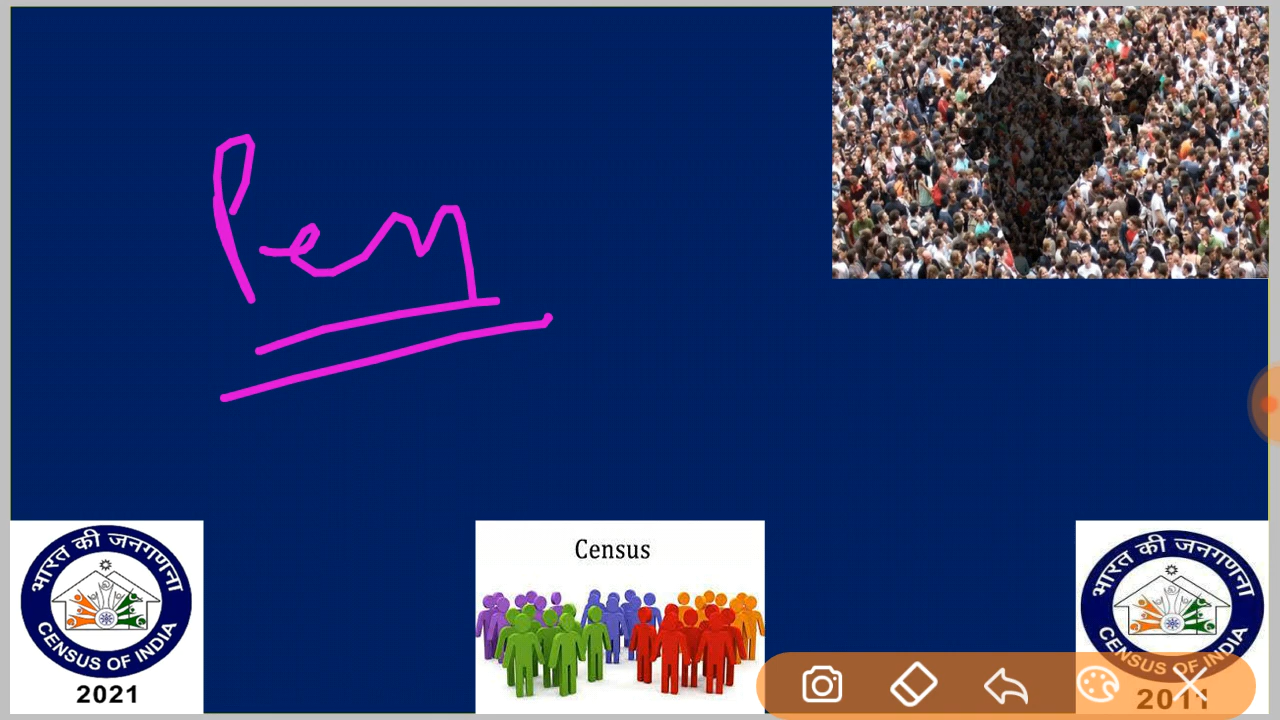 Pen
Census
भारत की जनगणना
CENSUS OF INDIA
2021
भारत की जनगणना
CENSUS OF INDIA
2011